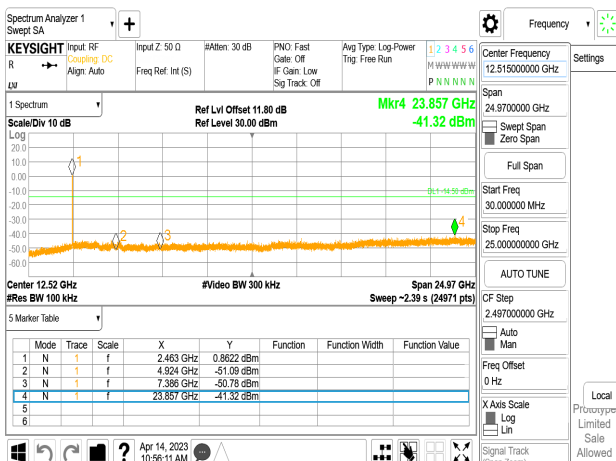 Spectrum Analyzer 1
Swept SA
Frequency
KEYSIGHT
Input: RF
Input Z: 50 Ω
#Atten: 30 dB
PNO: Fast
Avg Type: Log-Power
1 2 3 4 5 6
R
Coupling: DC
Gate: Off
Trig: Free Run
M W W W W W
Align: Auto
Freq Ref: Int (S)
IF Gain: Low
Sig Track: Off
P N N N N N
LXI
Center Frequency
12.515000000 GHz
Settings
1 Spectrum
Ref Lvl Offset 11.80 dB
Mkr4 23.857 GHz
Scale/Div 10 dB
Ref Level 30.00 dBm
-41.32 dBm
Span
24.9700000 GHz
Swept Span
Zero Span
Log
20.0
10.0
0.00
-10.0
-20.0
-30.0
-40.0
-50.0
-60.0
1
2
3
4
Full Span
Start Freq
30.000000 MHz
Stop Freq
25.000000000 GHz
AUTO TUNE
Center 12.52 GHz
#Video BW 300 kHz
Span 24.97 GHz
#Res BW 100 kHz
Sweep ~2.39 s (24971 pts)
CF Step
2.497000000 GHz
Auto
Man
5 Marker Table
Mode Trace Scale X Y Function Function Width Function Value
1 N 1 f 2.463 GHz 0.8622 dBm
2 N 1 f 4.924 GHz -51.09 dBm
3 N 1 f 7.386 GHz -50.78 dBm
4 N 1 f 23.857 GHz -41.32 dBm
5
6
Freq Offset
0 Hz
X Axis Scale
Log
Lin
Local
Prototype
Limited
Sale
Allowed
Signal Track
Apr 14, 2023
10:56:11 AM
?